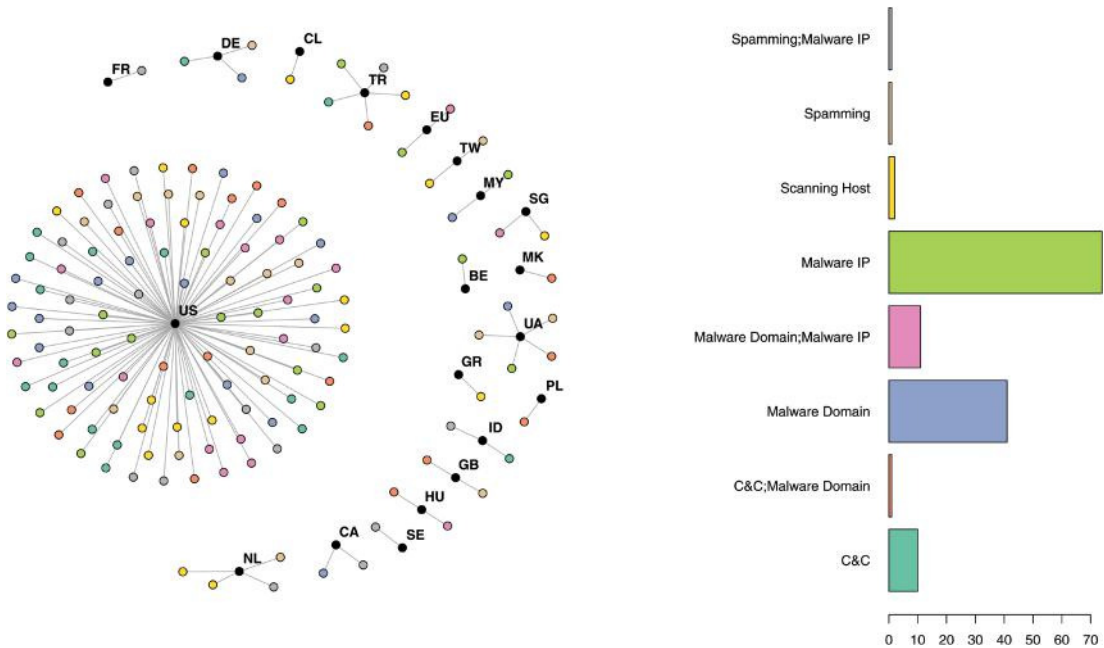 DE
CL
FR
TR
EU
TW
MY
SG
MK
BE
US
UA
GR
PL
ID
GB
HU
CA
SE
NL
Spamming;Malware IP
Spamming
Scanning Host
Malware IP
Malware Domain;Malware IP
Malware Domain
C&C;Malware Domain
C&C
0 10 20 30 40 50 60 70